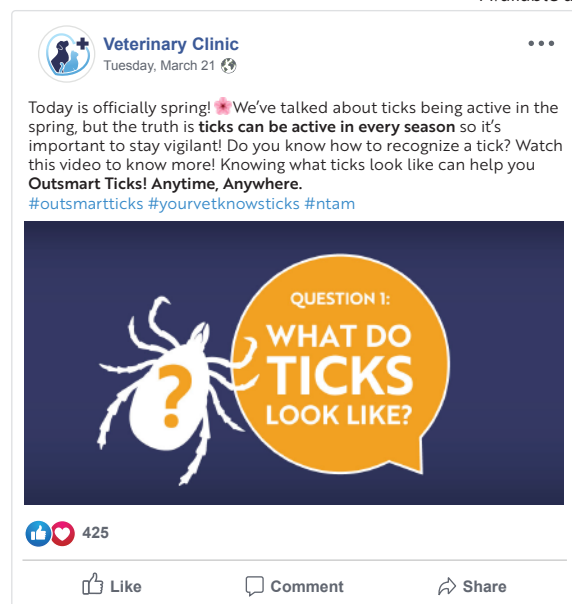 Veterinary Clinic
Tuesday, March 21
Today is officially spring! 🌸We’ve talked about ticks being active in the
spring, but the truth is ticks can be active in every season so it’s
important to stay vigilant! Do you know how to recognize a tick? Watch
this video to know more! Knowing what ticks look like can help you
Outsmart Ticks! Anytime, Anywhere.
#outsmartticks #yourvetknowsticks #ntam
QUESTION 1:
WHAT DO
TICKS
LOOK LIKE?
?
425
Like Comment Share